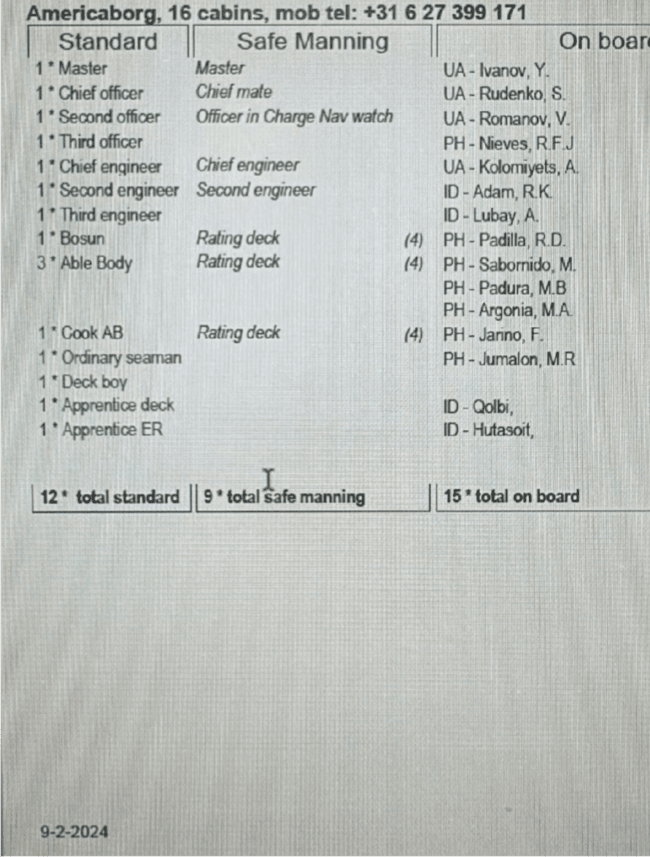 Americaborg, 16 cabins, mob tel: +31 6 27 399 171
Standard Safe Manning On board
1 * Master Master UA - Ivanov, Y.
1 * Chief officer Chief mate UA - Rudenko, S.
1 * Second officer Officer in Charge Nav watch UA - Romanov, V.
1 * Third officer PH - Nieves, R.F.J
1 * Chief engineer Chief engineer UA - Kolomiyets, A.
1 * Second engineer Second engineer ID - Adam, R.K.
1 * Third engineer ID - Lubay, A.
1 * Bosun Rating deck (4) PH - Padilla, R.D.
3 * Able Body Rating deck (4) PH - Sabornido, M.
PH - Padura, M.B
PH - Argonia, M.A.
1 * Cook AB Rating deck (4) PH - Jarino, F.
1 * Ordinary seaman PH - Jumalon, M.R
1 * Deck boy
1 * Apprentice deck ID - Qolbi,
1 * Apprentice ER ID - Hutasoit,
12 * total standard 9 * total safe manning 15 * total on board
9-2-2024